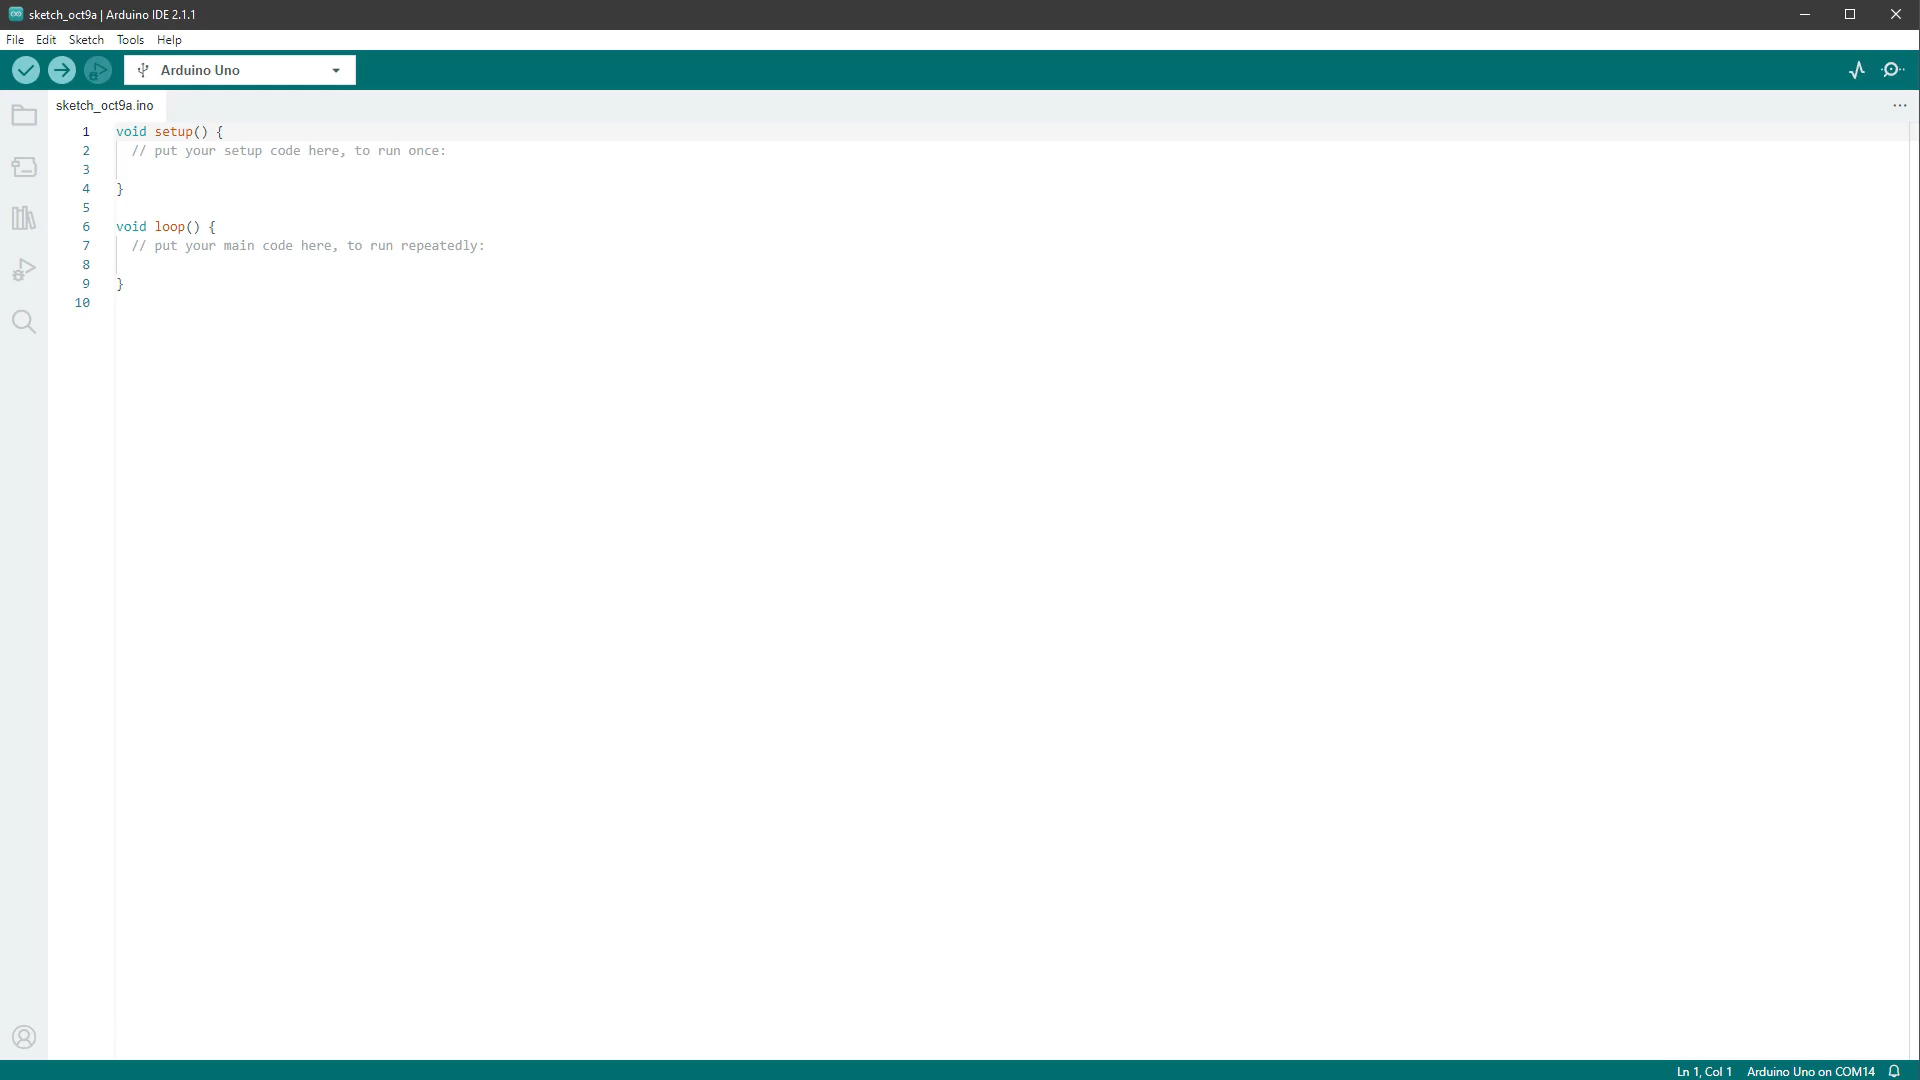 sketch_oct9a | Arduino IDE 2.1.1
File Edit Sketch Tools Help
Arduino Uno
sketch_oct9a.ino
1 void setup() {
2 // put your setup code here, to run once:
3
4 }
5
6 void loop() {
7 // put your main code here, to run repeatedly:
8
9 }
10
Ln 1, Col 1 Arduino Uno on COM14